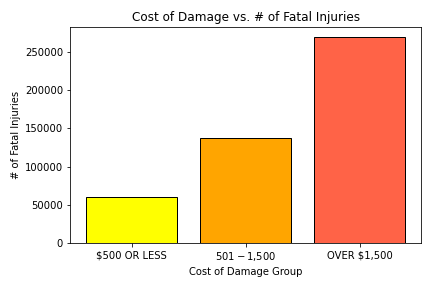 Cost of Damage vs. # of Fatal Injuries
# of Fatal Injuries
250000
200000
150000
100000
50000
0
$500 OR LESS
501 − 1,500
OVER $1,500
Cost of Damage Group